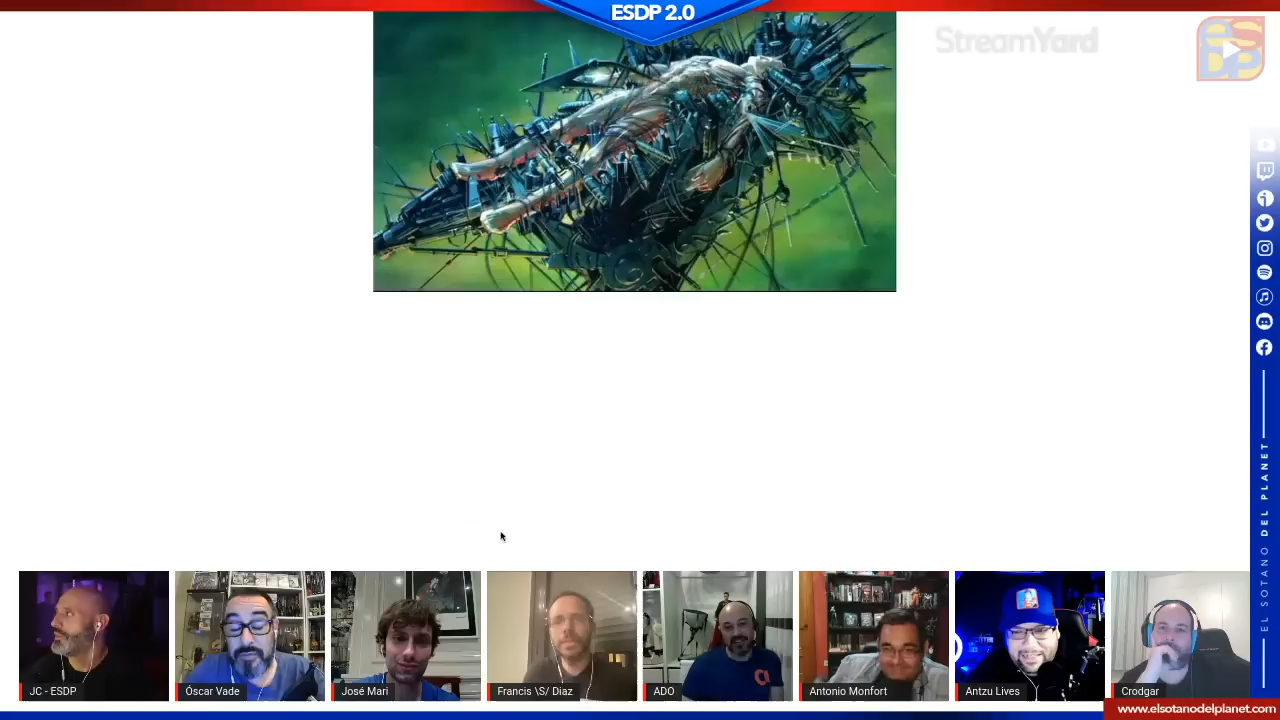 ESDP 2.0
StreamYard
ESDP
EL SOTANO DEL PLANET
JC - ESDP
Óscar Vade
José Mari
Francis \S/ Diaz
ADO
Antonio Monfort
Antzu Lives
Crodgar
www.elsotanodelplanet.com